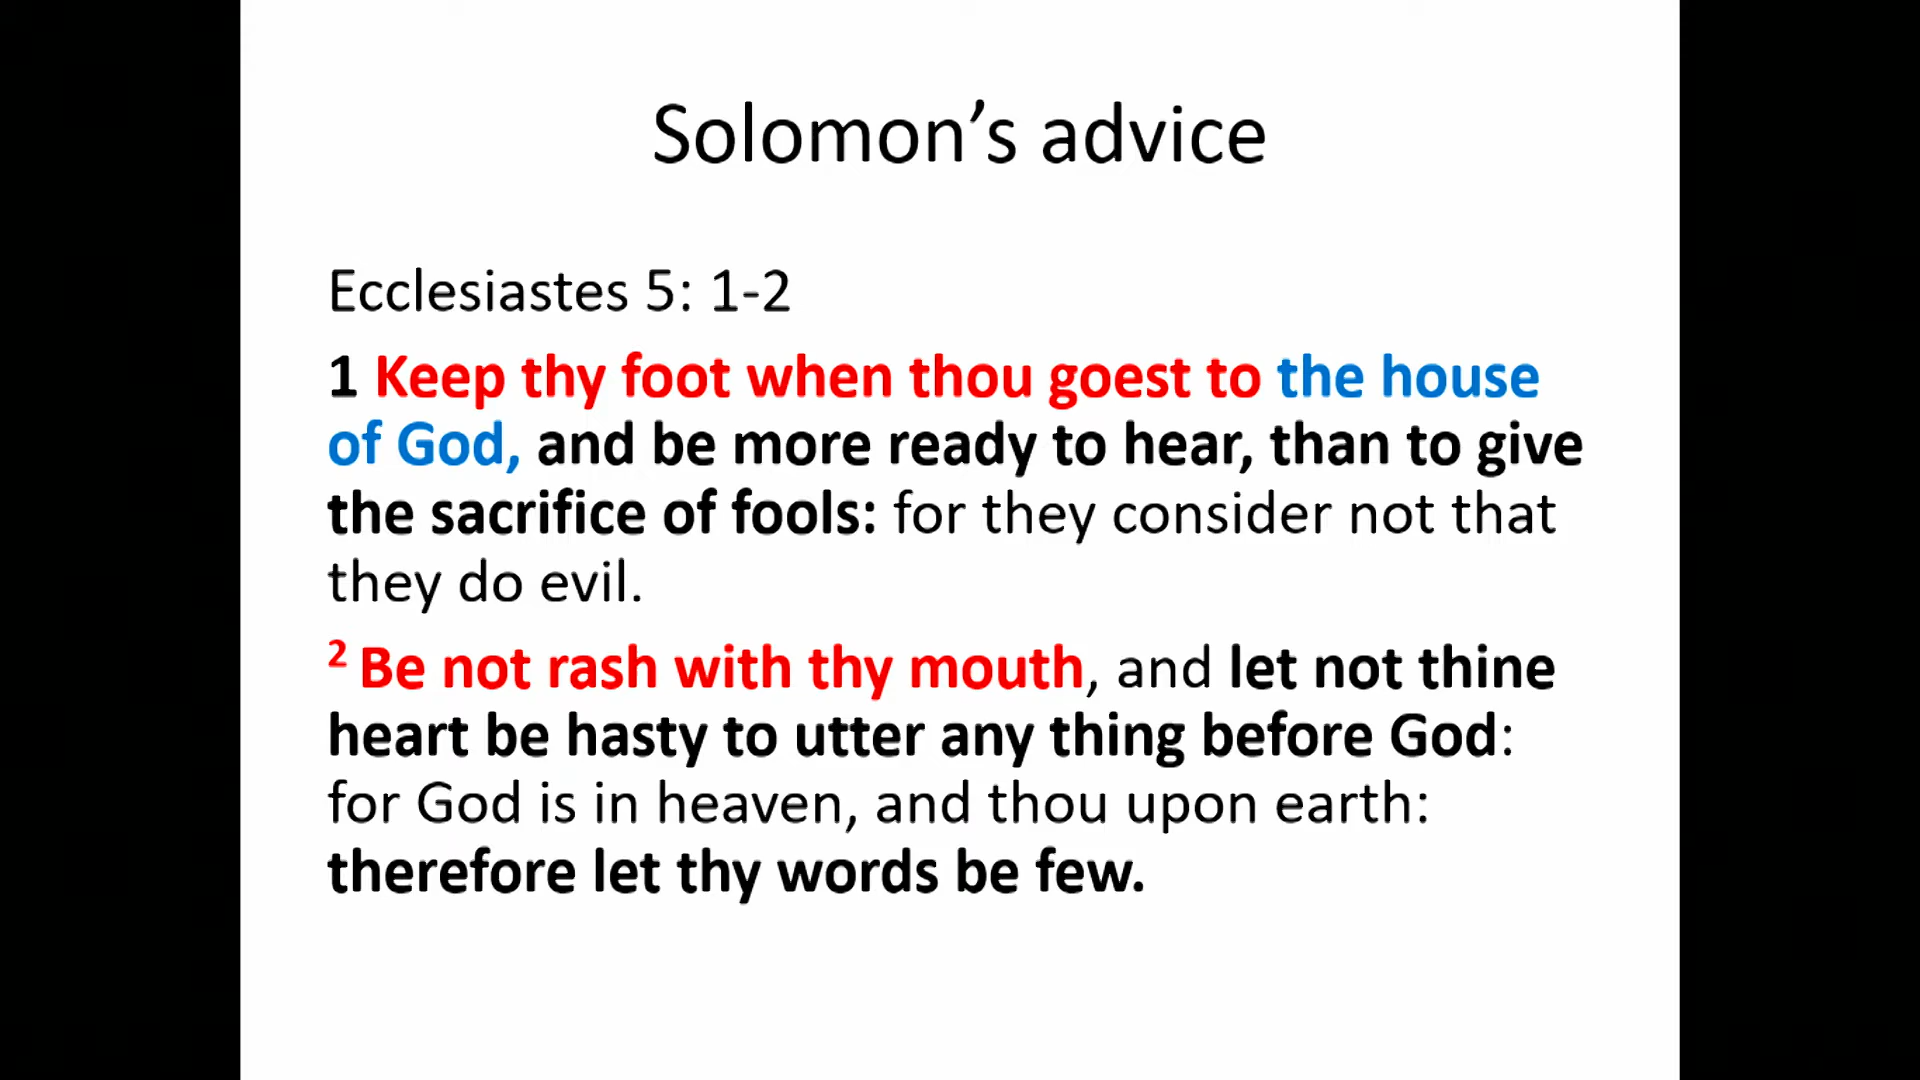 Solomon’s advice
Ecclesiastes 5: 1-2
1 Keep thy foot when thou goest to the house
of God, and be more ready to hear, than to give
the sacrifice of fools: for they consider not that
they do evil.
2 Be not rash with thy mouth, and let not thine
heart be hasty to utter any thing before God:
for God is in heaven, and thou upon earth:
therefore let thy words be few.